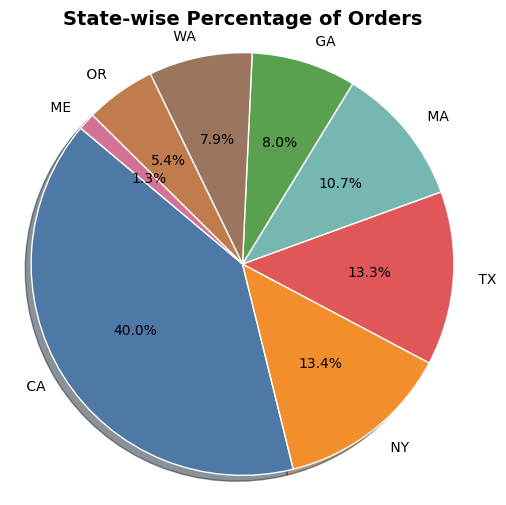 State-wise Percentage of Orders
WA
GA
OR
ME
MA
7.9%
8.0%
5.4%
1.3%
10.7%
TX
13.3%
40.0%
13.4%
CA
NY